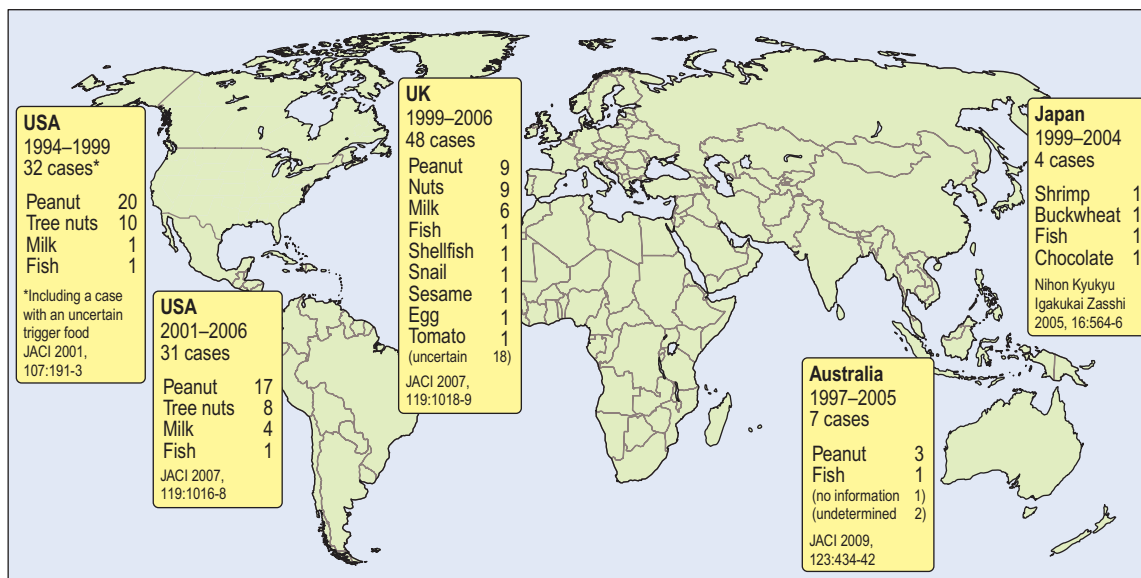 USA
1994–1999
32 cases*
Peanut 20
Tree nuts 10
Milk 1
Fish 1
*Including a case
with an uncertain
trigger food
JACI 2001,
107:191-3
USA
2001–2006
31 cases
Peanut 17
Tree nuts 8
Milk 4
Fish 1
JACI 2007,
119:1016-8
UK
1999–2006
48 cases
Peanut 9
Nuts 9
Milk 6
Fish 1
Shellfish 1
Snail 1
Sesame 1
Egg 1
Tomato 1
(uncertain 18)
JACI 2007,
119:1018-9
Australia
1997–2005
7 cases
Peanut 3
Fish 1
(no information 1)
(undetermined 2)
JACI 2009,
123:434-42
Japan
1999–2004
4 cases
Shrimp 1
Buckwheat 1
Fish 1
Chocolate 1
Nihon Kyukyu
Igakukai Zasshi
2005, 16:564-6